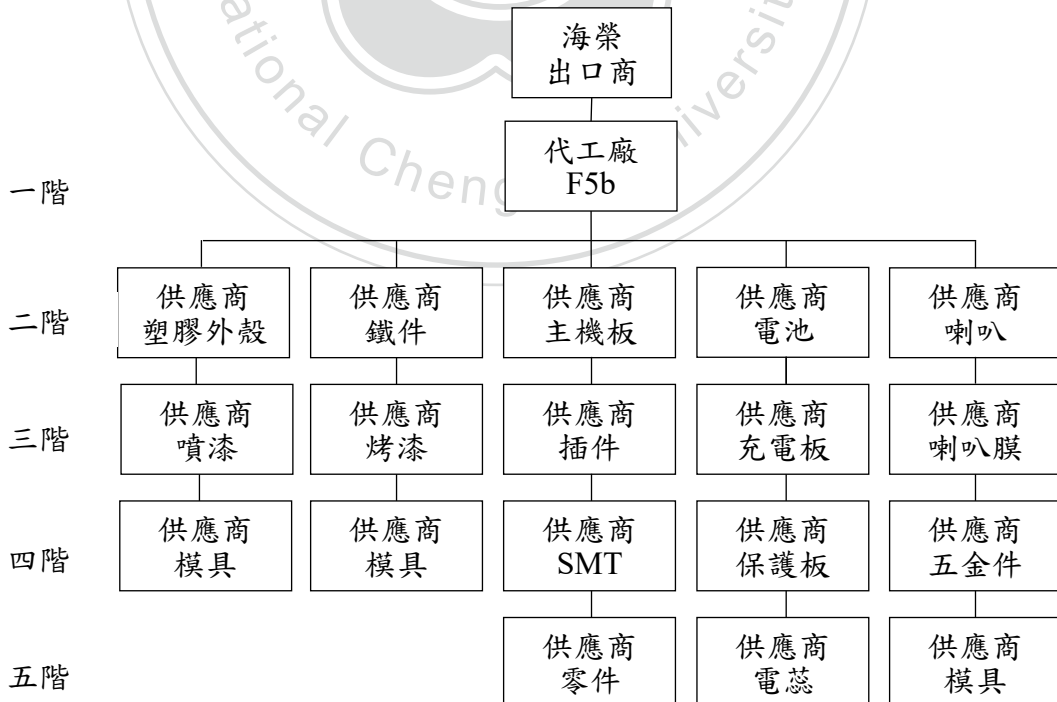 海榮
出口商
代工廠
F5b
一階
二階
供應商
塑膠外殼
供應商
鐵件
供應商
主機板
供應商
電池
供應商
喇叭
三階
供應商
噴漆
供應商
烤漆
供應商
插件
供應商
充電板
供應商
喇叭膜
四階
供應商
模具
供應商
模具
供應商
SMT
供應商
保護板
供應商
五金件
五階
供應商
零件
供應商
電蕊
供應商
模具
ational Cheng
iversi